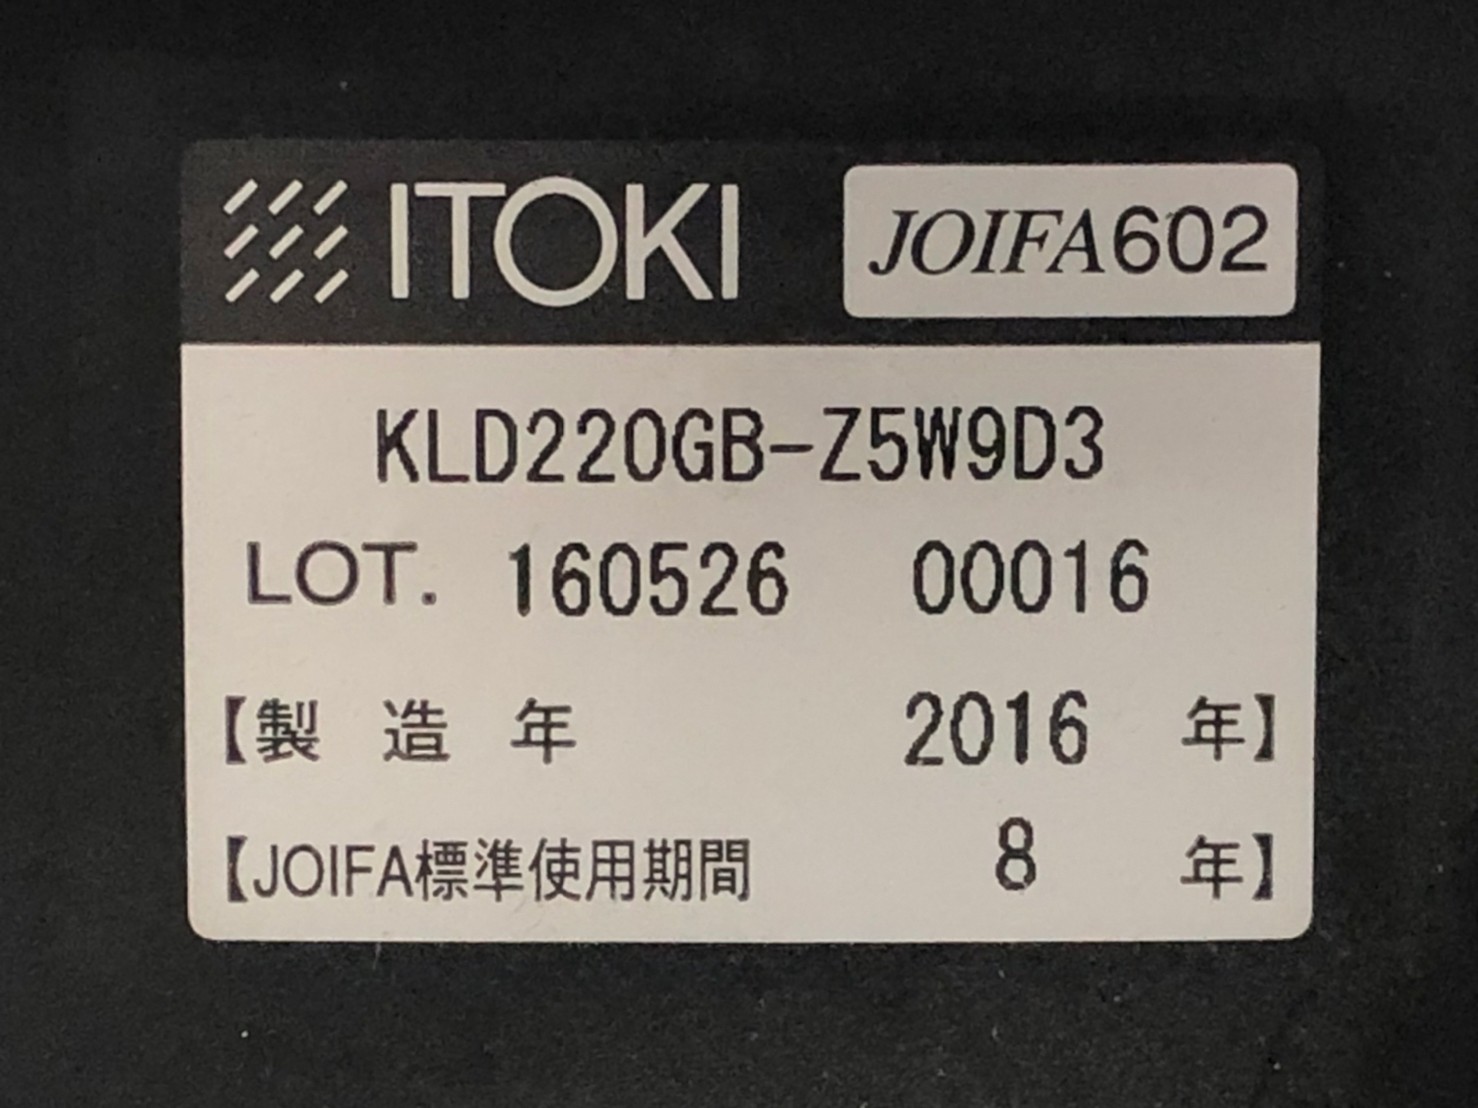 ITOKI JOIFA602
KLD220GB-Z5W9D3
LOT. 160526 00016
【製造年 2016 年】
【JOIFA標準使用期間 8 年】